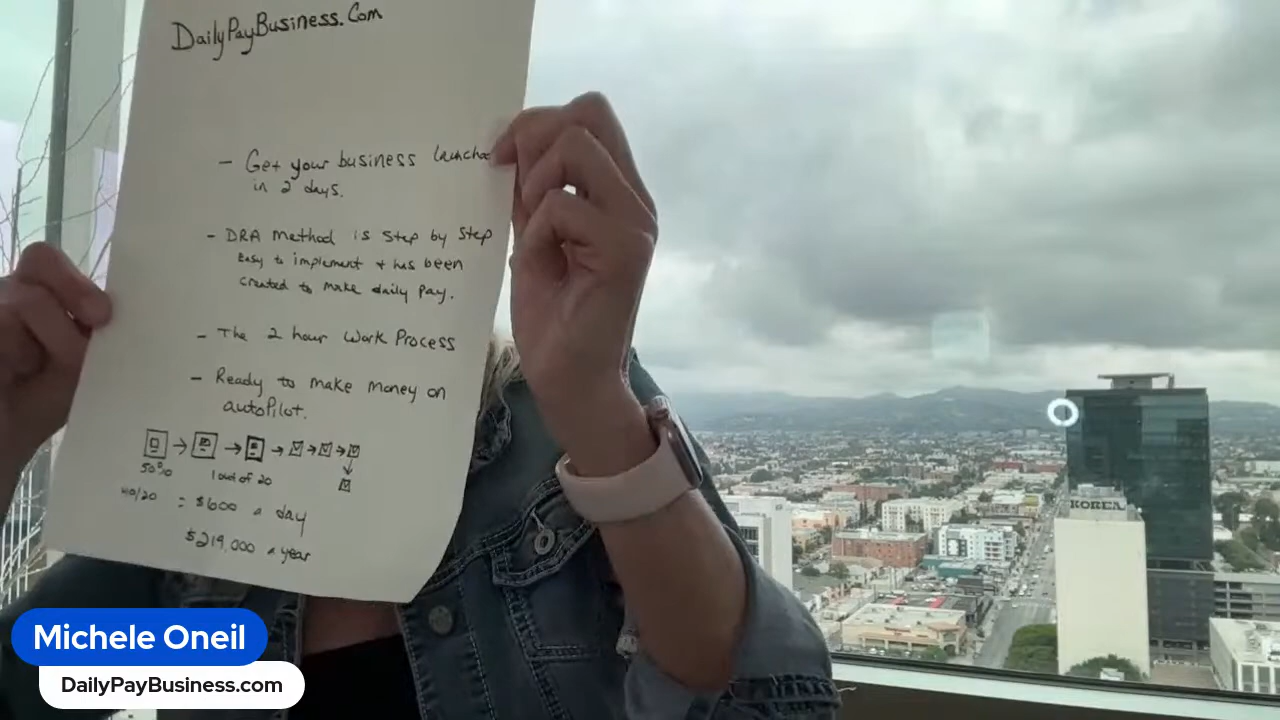 DailyPayBusiness.Com
- Get your business
in 2 days.
- DRA Method is Step by Step
Easy to implement + has been
created to make daily pay.
- The 2 hour Work Process
- Ready to make money on
autoPilot.
50%
1 out of 20
40/20 = $600 a day
$219,000 a year
KOREA
Michele Oneil
DailyPayBusiness.com